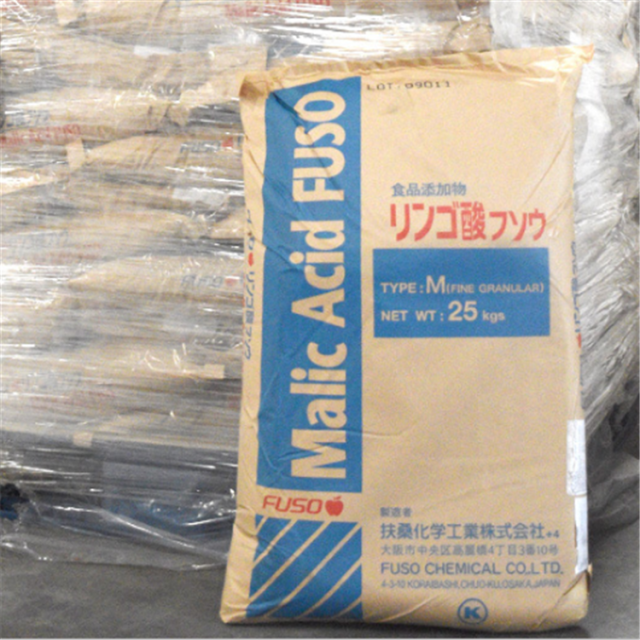 LOT:99011
Malic Acid FUSO
食品添加物
リンゴ酸フソウ
TYPE : M(FINE GRANULAR)
NET WT : 25 kgs
FUSO
製造者
扶桑化学工業株式会社+4
大阪市中央区高麗橋4丁目3番10号
FUSO CHEMICAL CO.,LTD.
4-3-10 KORAIBASHI,CHUO-KU,OSAKA,JAPAN
K